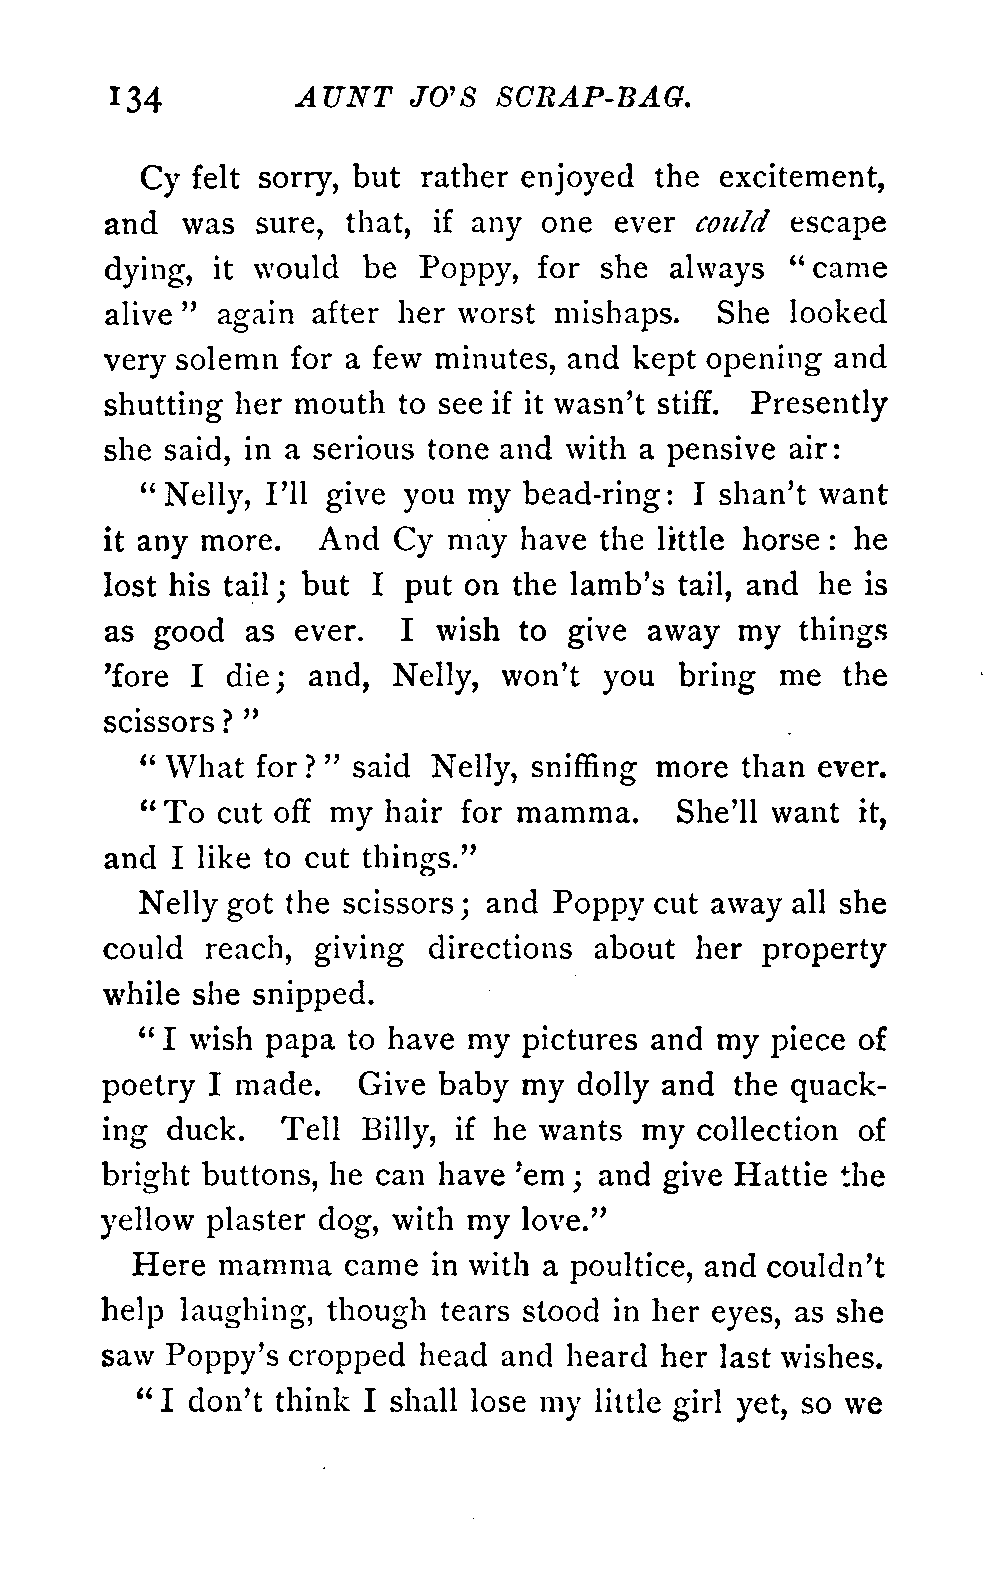 134 AUNT JO'S SCRAP-BAG.
Cy felt sorry, but rather enjoyed the excitement,
and was sure, that, if any one ever could escape
dying, it would be Poppy, for she always "came
alive" again after her worst mishaps. She looked
very solemn for a few minutes, and kept opening and
shutting her mouth to see if it wasn't stiff. Presently
she said, in a serious tone and with a pensive air:
"Nelly, I'll give you my bead-ring: I shan't want
it any more. And Cy may have the little horse: he
lost his tail; but I put on the lamb's tail, and he is
as good as ever. I wish to give away my things
'fore I die; and, Nelly, won't you bring me the
scissors?"
"What for?" said Nelly, sniffing more than ever.
"To cut off my hair for mamma. She'll want it,
and I like to cut things."
Nelly got the scissors; and Poppy cut away all she
could reach, giving directions about her property
while she snipped.
"I wish papa to have my pictures and my piece of
poetry I made. Give baby my dolly and the quack-
ing duck. Tell Billy, if he wants my collection of
bright buttons, he can have 'em; and give Hattie the
yellow plaster dog, with my love."
Here mamma came in with a poultice, and couldn't
help laughing, though tears stood in her eyes, as she
saw Poppy's cropped head and heard her last wishes.
"I don't think I shall lose my little girl yet, so we